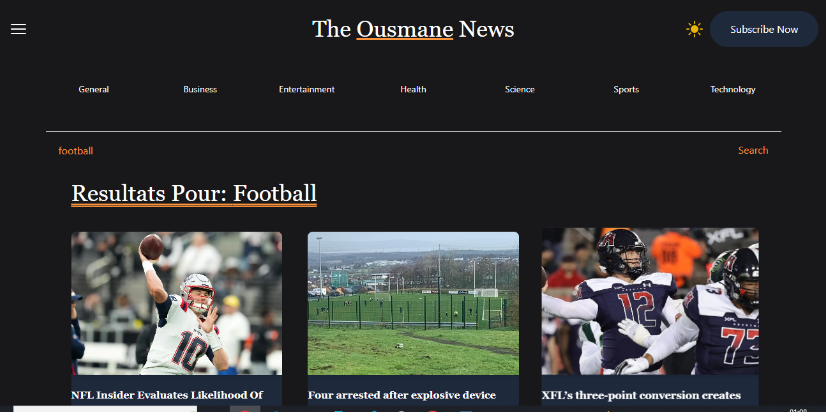 The Ousmane News
Subscribe Now
General Business Entertainment Health Science Sports Technology
football
Search
Resultats Pour: Football
NFL Insider Evaluates Likelihood Of
Four arrested after explosive device
XFL's three-point conversion creates